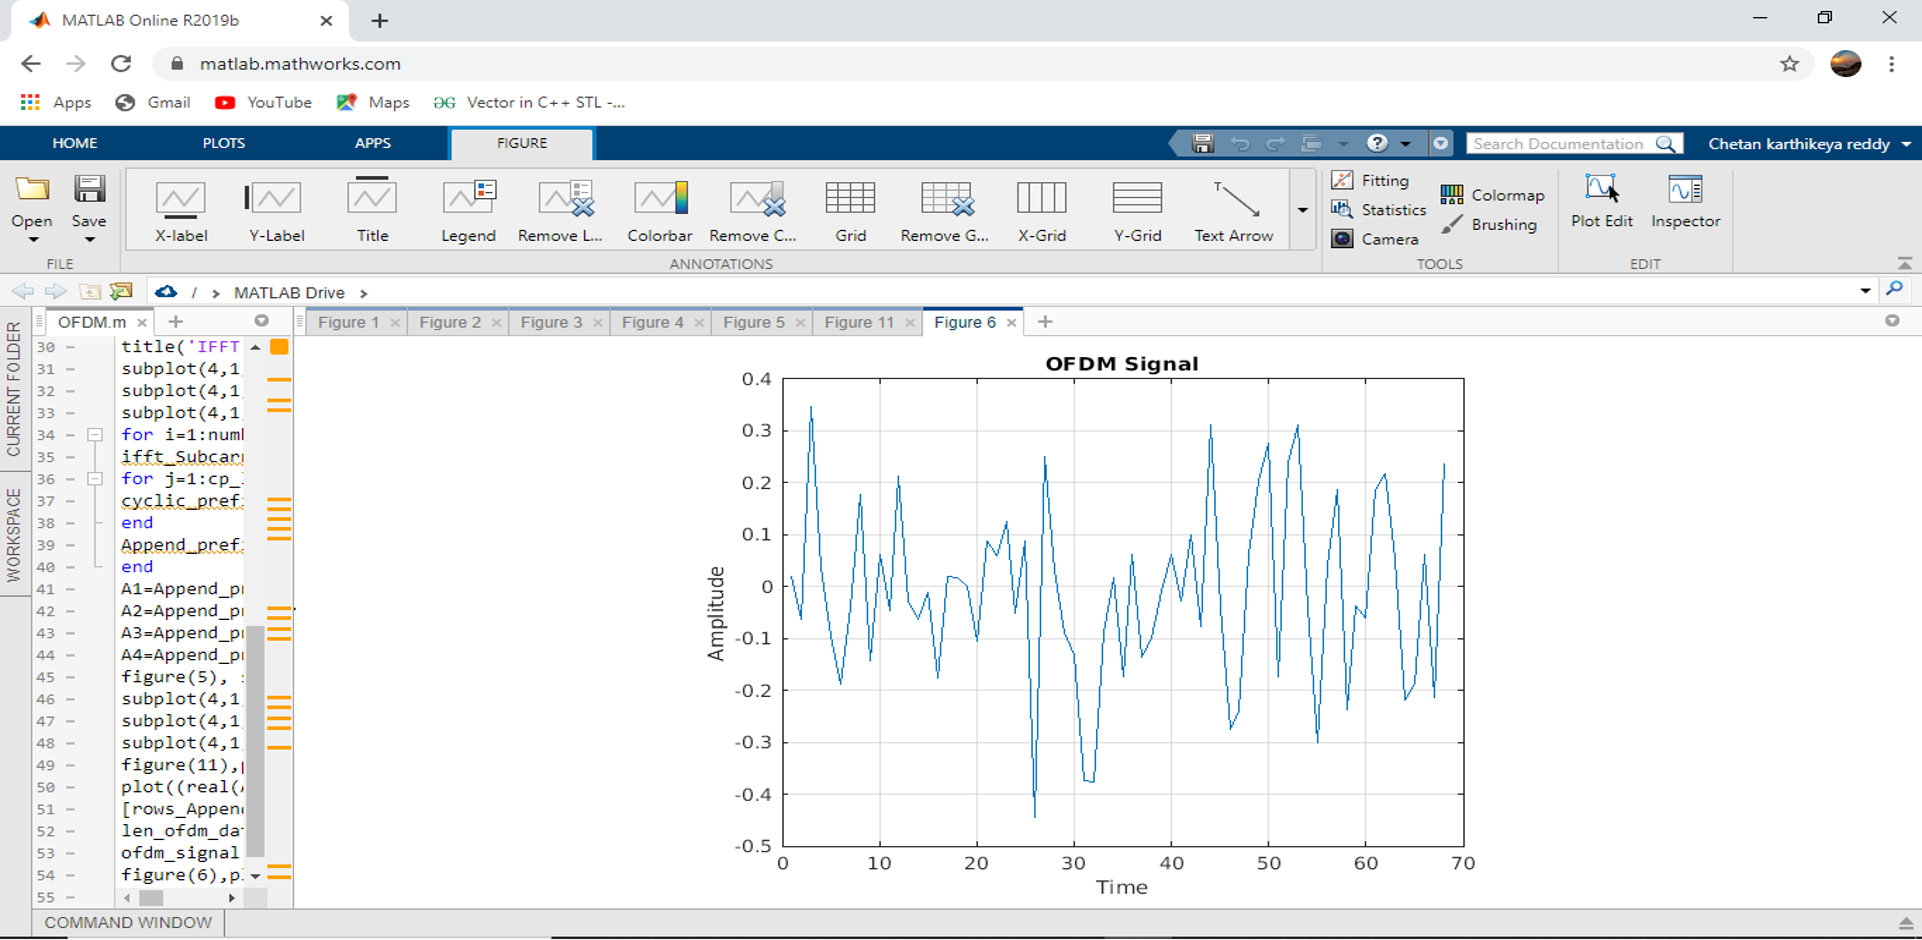 MATLAB Online R2019b
matlab.mathworks.com
Apps Gmail YouTube Maps Vector in C++ STL -...
HOME PLOTS APPS FIGURE Search Documentation Chetan karthikeya reddy
Open Save X-label Y-Label Title Legend Remove L... Colorbar Remove C... Grid Remove G... X-Grid Y-Grid Text Arrow
Fitting
Statistics
Camera
Colormap
Brushing
Plot Edit Inspector
FILE ANNOTATIONS TOOLS EDIT
/ > MATLAB Drive >
CURRENT FOLDER
WORKSPACE
OFDM.m
Figure 1 Figure 2 Figure 3 Figure 4 Figure 5 Figure 11 Figure 6
30 – title('IFFT
31 – subplot(4,1
32 – subplot(4,1
33 – subplot(4,1
34 – for i=1:num
35 – ifft_Subcar
36 – for j=1:cp_
37 – cyclic_pref
38 – end
39 – Append_pref
40 – end
41 – A1=Append_p
42 – A2=Append_p
43 – A3=Append_p
44 – A4=Append_p
45 – figure(5),
46 – subplot(4,1
47 – subplot(4,1
48 – subplot(4,1
49 – figure(11),
50 – plot((real(
51 – [rows_Appen
52 – len_ofdm_da
53 – ofdm_signal
54 – figure(6),p
55 –
OFDM Signal
0.4
0.3
0.2
0.1
0
-0.1
-0.2
-0.3
-0.4
-0.5
Amplitude
0 10 20 30 40 50 60 70
Time
COMMAND WINDOW